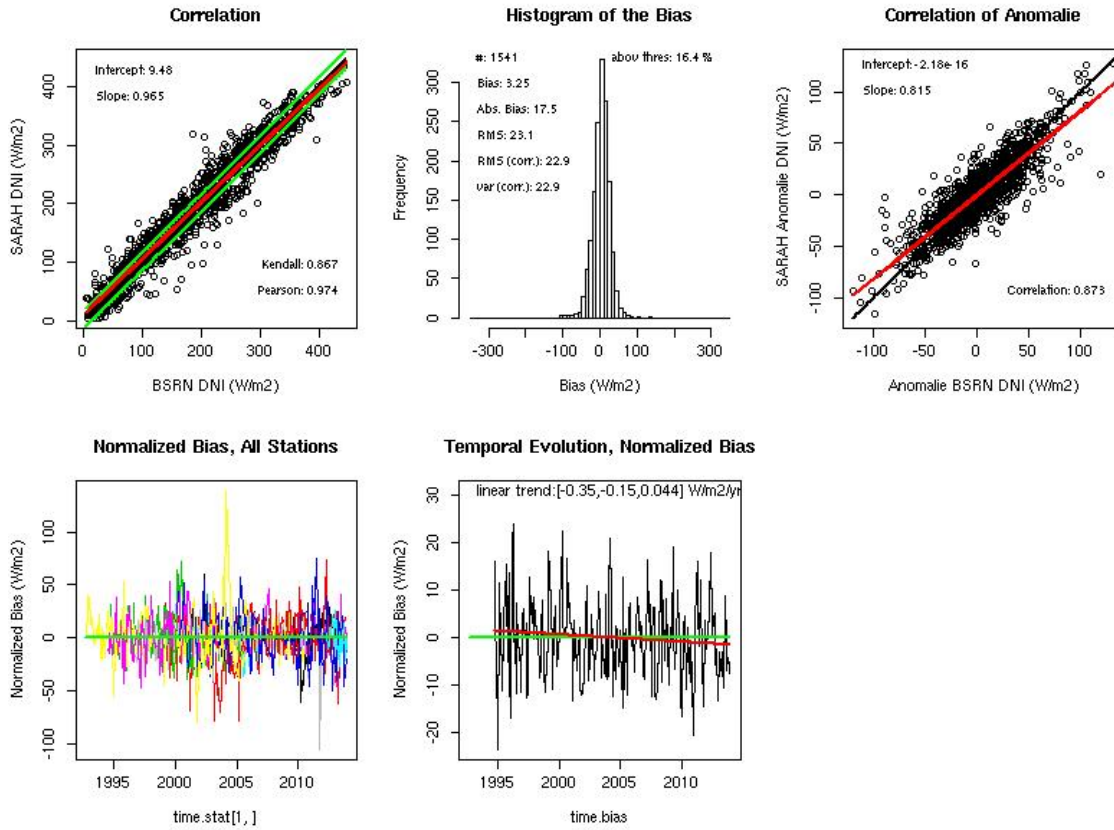 Correlation
Intercept: 9.48
Slope: 0.965
Kendall: 0.867
Pearson: 0.974
SARAH DNI (W/m2)
0 100 200 300 400
0 100 200 300 400
BSRN DNI (W/m2)
Histogram of the Bias
#: 1541
abov thres: 16.4 %
Bias: 3.25
Abs. Bias: 17.5
RMS: 23.1
RMS (corr.): 22.9
var (corr.): 22.9
Frequency
0 50 100 150 200 250 300
-300 -100 0 100 300
Bias (W/m2)
Correlation of Anomalie
Intercept: -2.18e-16
Slope: 0.815
Correlation: 0.873
SARAH Anomalie DNI (W/m2)
-100 -50 0 50 100
-100 -50 0 50 100
Anomalie BSRN DNI (W/m2)
Normalized Bias, All Stations
Normalized Bias (W/m2)
-100 -50 0 50 100
1995 2000 2005 2010
time.stat[1, ]
Temporal Evolution, Normalized Bias
linear trend:[-0.35,-0.15,0.044] W/m2/yr
Normalized Bias (W/m2)
-20 -10 0 10 20 30
1995 2000 2005 2010
time.bias